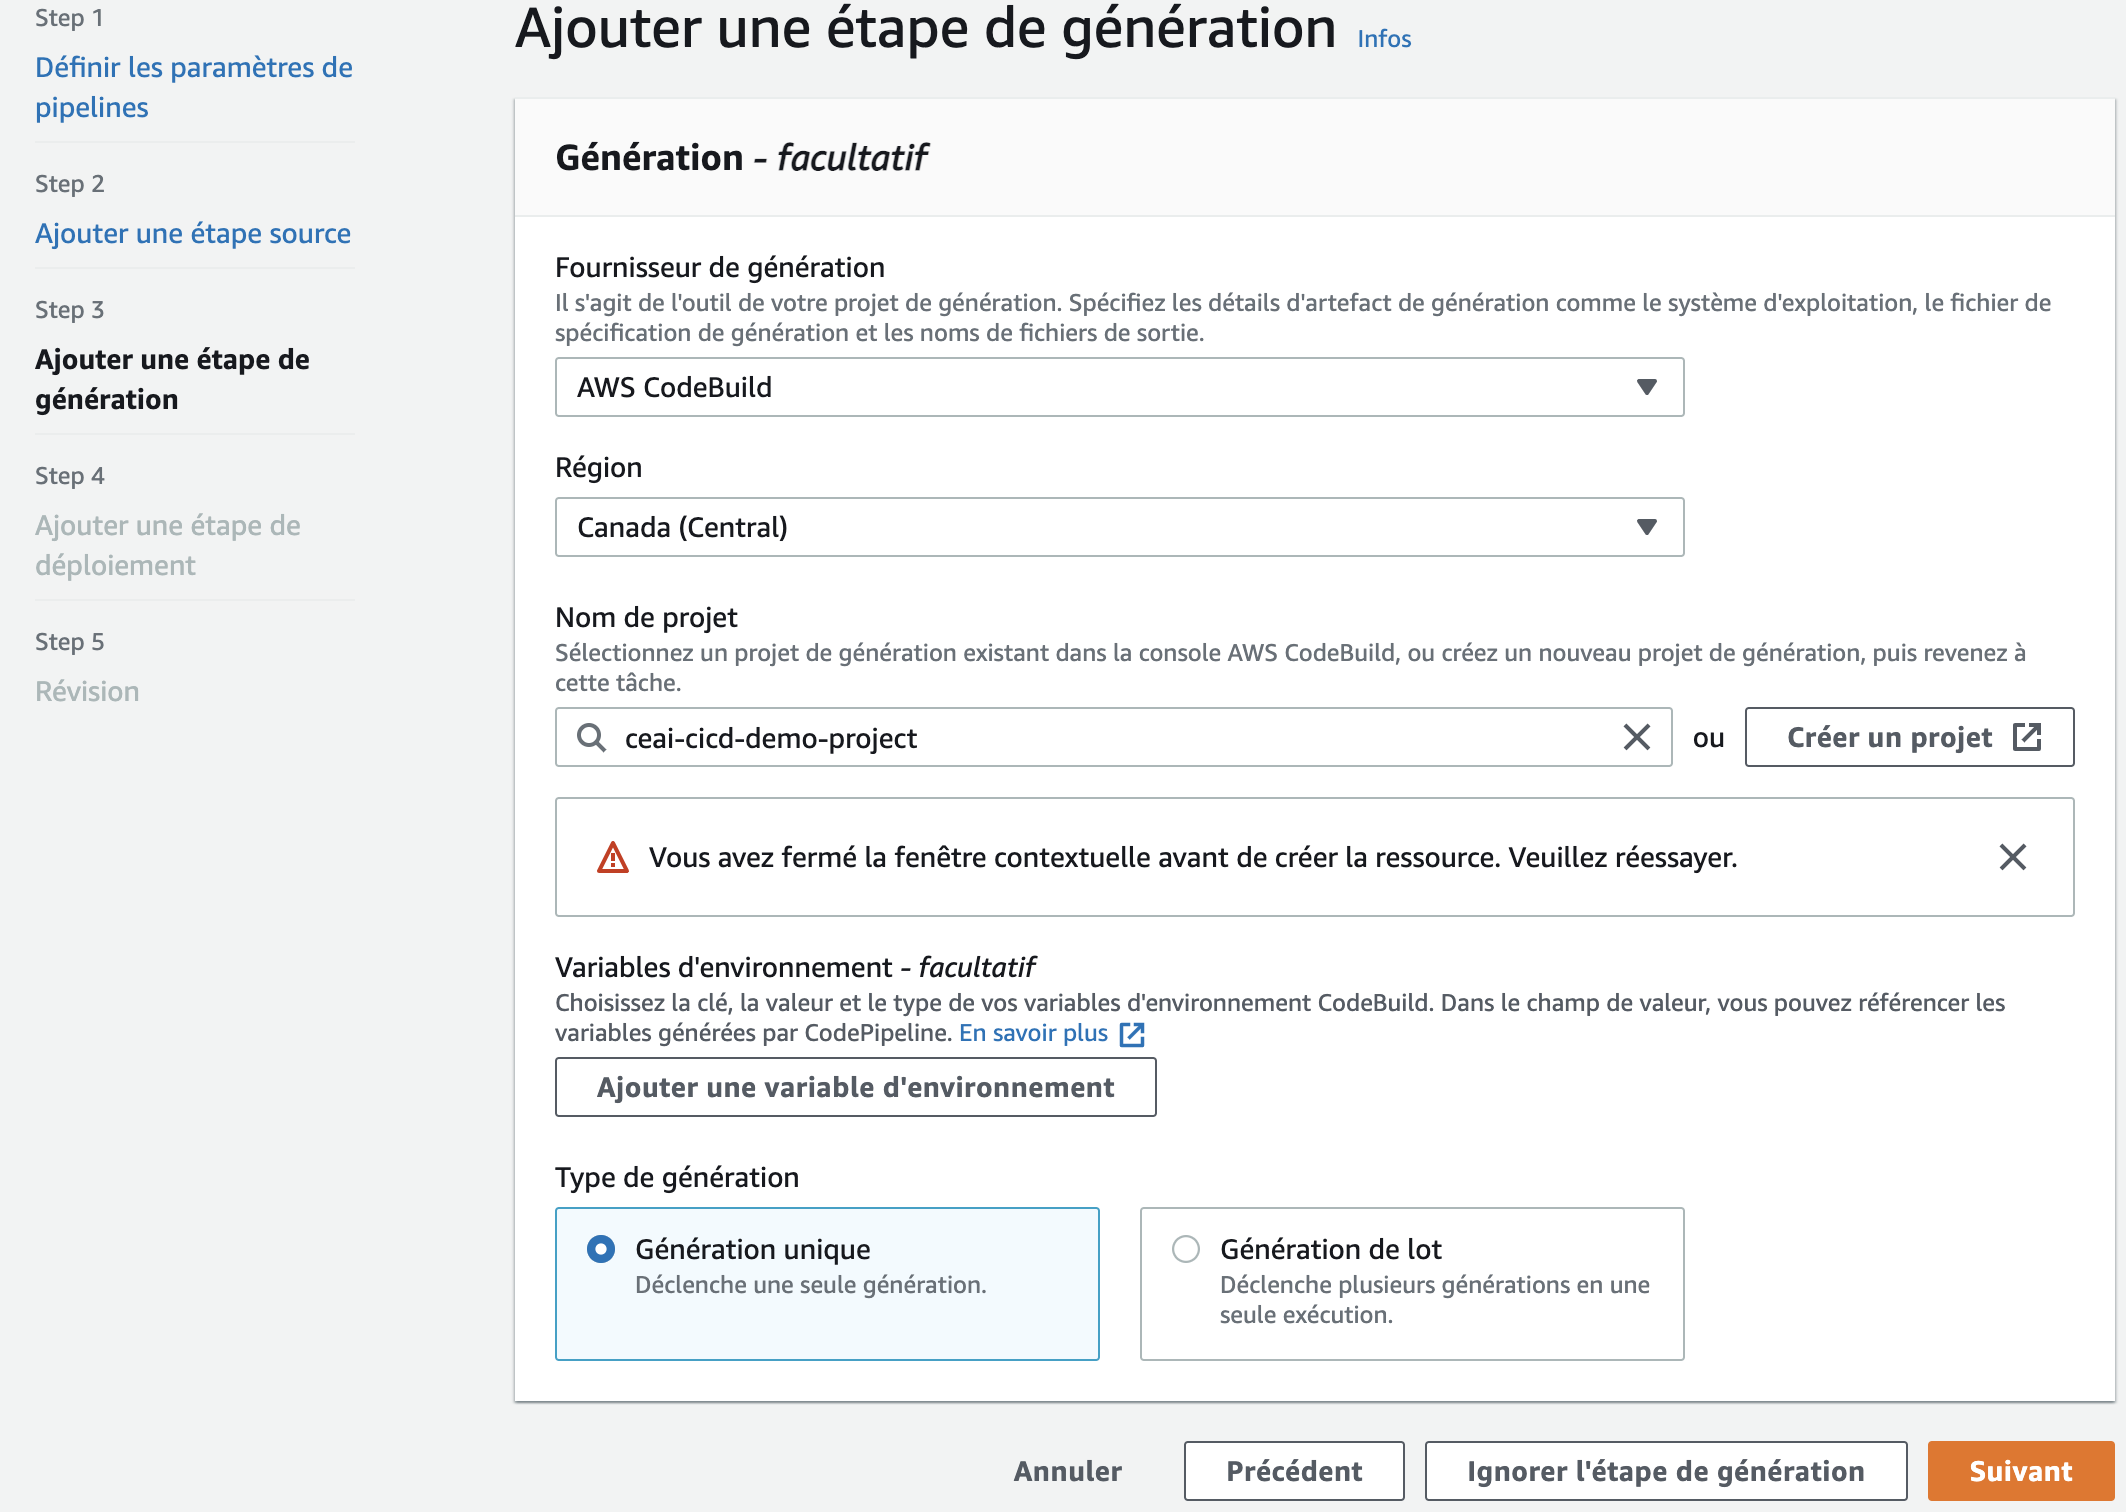 Step 1
Définir les paramètres de
pipelines
Step 2
Ajouter une étape source
Step 3
Ajouter une étape de
génération
Step 4
Ajouter une étape de
déploiement
Step 5
Révision
Ajouter une étape de génération Infos
Génération - facultatif
Fournisseur de génération
Il s'agit de l'outil de votre projet de génération. Spécifiez les détails d'artefact de génération comme le système d'exploitation, le fichier de
spécification de génération et les noms de fichiers de sortie.
AWS CodeBuild
Région
Canada (Central)
Nom de projet
Sélectionnez un projet de génération existant dans la console AWS CodeBuild, ou créez un nouveau projet de génération, puis revenez à
cette tâche.
ceai-cicd-demo-project
ou
Créer un projet
Vous avez fermé la fenêtre contextuelle avant de créer la ressource. Veuillez réessayer.
Variables d'environnement - facultatif
Choisissez la clé, la valeur et le type de vos variables d'environnement CodeBuild. Dans le champ de valeur, vous pouvez référencer les
variables générées par CodePipeline. En savoir plus
Ajouter une variable d'environnement
Type de génération
Génération unique
Déclenche une seule génération.
Génération de lot
Déclenche plusieurs générations en une
seule exécution.
Annuler
Précédent
Ignorer l'étape de génération
Suivant